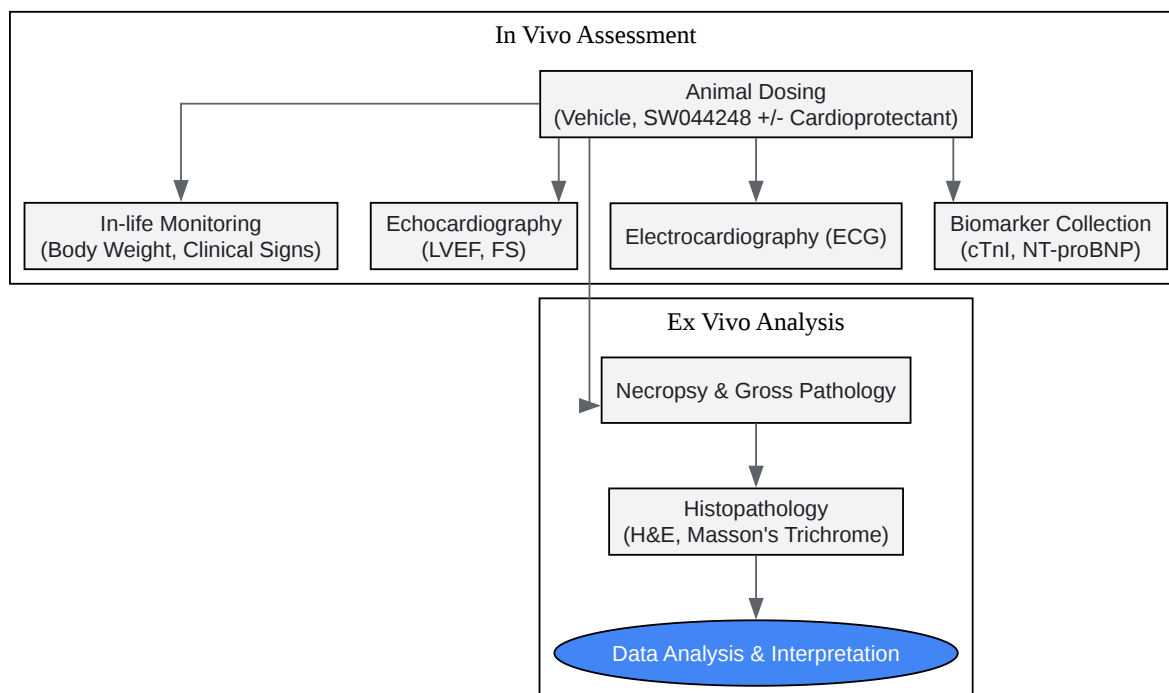 In Vivo Assessment
Animal Dosing
(Vehicle, SW044248 +/- Cardioprotectant)
In-life Monitoring
(Body Weight, Clinical Signs)
Echocardiography
(LVEF, FS)
Electrocardiography (ECG)
Biomarker Collection
(cTnI, NT-proBNP)
Ex Vivo Analysis
Necropsy & Gross Pathology
Histopathology
(H&E, Masson's Trichrome)
Data Analysis & Interpretation